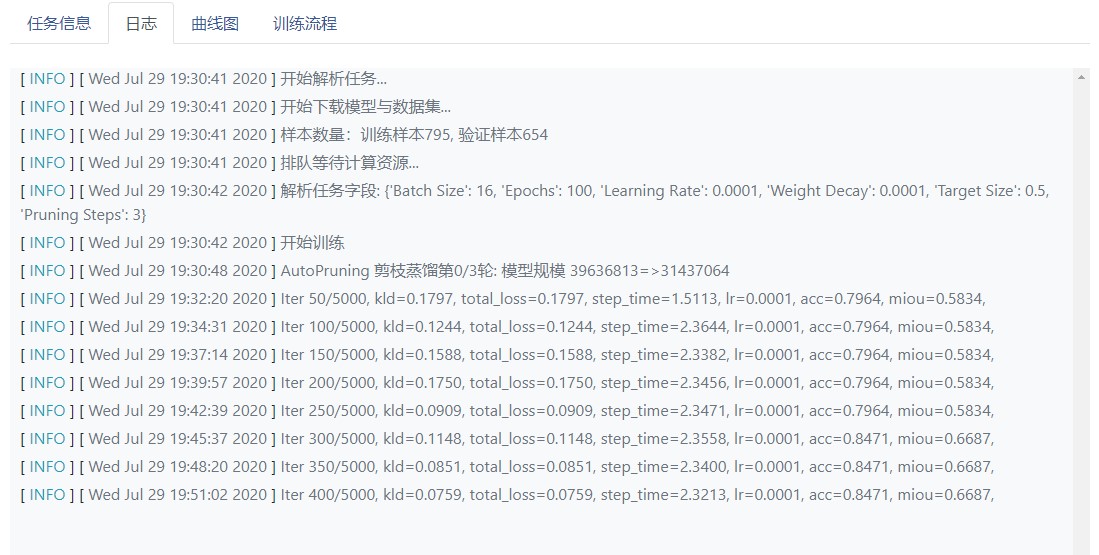 任务信息 日志 曲线图 训练流程
[ INFO ] [ Wed Jul 29 19:30:41 2020 ] 开始解析任务...
[ INFO ] [ Wed Jul 29 19:30:41 2020 ] 开始下载模型与数据集...
[ INFO ] [ Wed Jul 29 19:30:41 2020 ] 样本数量：训练样本795, 验证样本654
[ INFO ] [ Wed Jul 29 19:30:41 2020 ] 排队等待计算资源...
[ INFO ] [ Wed Jul 29 19:30:42 2020 ] 解析任务字段: {'Batch Size': 16, 'Epochs': 100, 'Learning Rate': 0.0001, 'Weight Decay': 0.0001, 'Target Size': 0.5,
'Pruning Steps': 3}
[ INFO ] [ Wed Jul 29 19:30:42 2020 ] 开始训练
[ INFO ] [ Wed Jul 29 19:30:48 2020 ] AutoPruning 剪枝蒸馏第0/3轮: 模型规模 39636813=>31437064
[ INFO ] [ Wed Jul 29 19:32:20 2020 ] Iter 50/5000, kld=0.1797, total_loss=0.1797, step_time=1.5113, lr=0.0001, acc=0.7964, miou=0.5834,
[ INFO ] [ Wed Jul 29 19:34:31 2020 ] Iter 100/5000, kld=0.1244, total_loss=0.1244, step_time=2.3644, lr=0.0001, acc=0.7964, miou=0.5834,
[ INFO ] [ Wed Jul 29 19:37:14 2020 ] Iter 150/5000, kld=0.1588, total_loss=0.1588, step_time=2.3382, lr=0.0001, acc=0.7964, miou=0.5834,
[ INFO ] [ Wed Jul 29 19:39:57 2020 ] Iter 200/5000, kld=0.1750, total_loss=0.1750, step_time=2.3456, lr=0.0001, acc=0.7964, miou=0.5834,
[ INFO ] [ Wed Jul 29 19:42:39 2020 ] Iter 250/5000, kld=0.0909, total_loss=0.0909, step_time=2.3471, lr=0.0001, acc=0.7964, miou=0.5834,
[ INFO ] [ Wed Jul 29 19:45:37 2020 ] Iter 300/5000, kld=0.1148, total_loss=0.1148, step_time=2.3558, lr=0.0001, acc=0.8471, miou=0.6687,
[ INFO ] [ Wed Jul 29 19:48:20 2020 ] Iter 350/5000, kld=0.0851, total_loss=0.0851, step_time=2.3400, lr=0.0001, acc=0.8471, miou=0.6687,
[ INFO ] [ Wed Jul 29 19:51:02 2020 ] Iter 400/5000, kld=0.0759, total_loss=0.0759, step_time=2.3213, lr=0.0001, acc=0.8471, miou=0.6687,